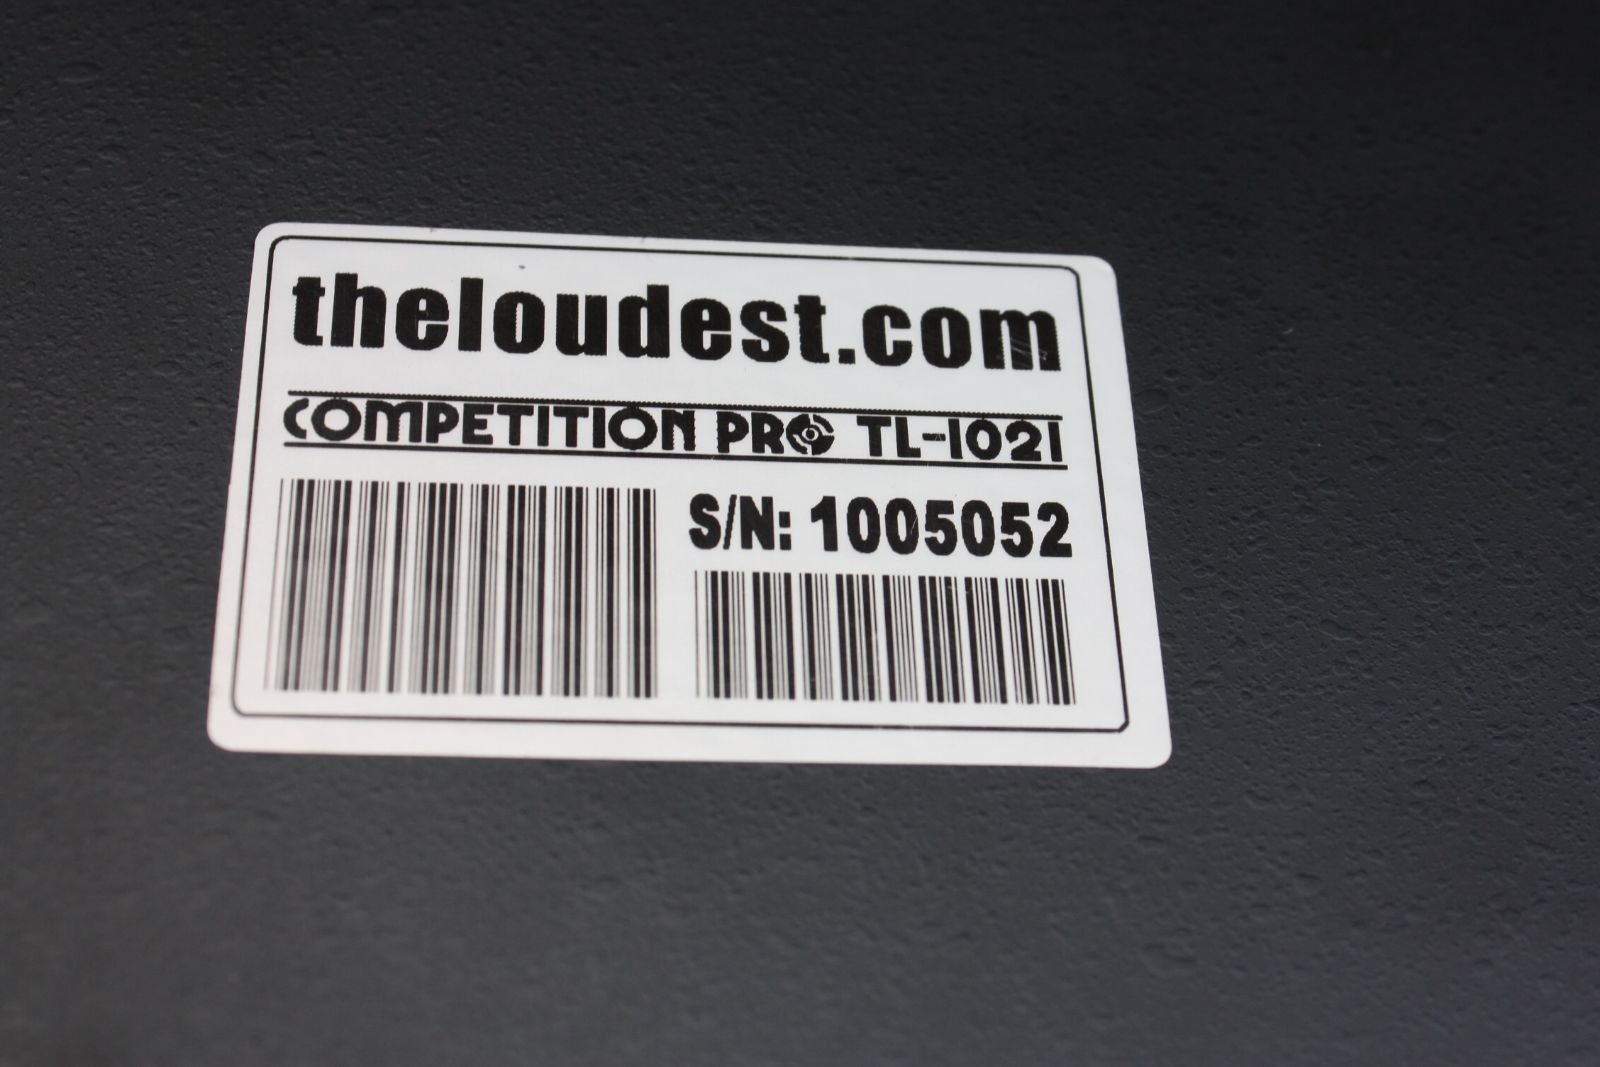 theloudest.com
COMPETITION PRO TL-1021
S/N: 1005052